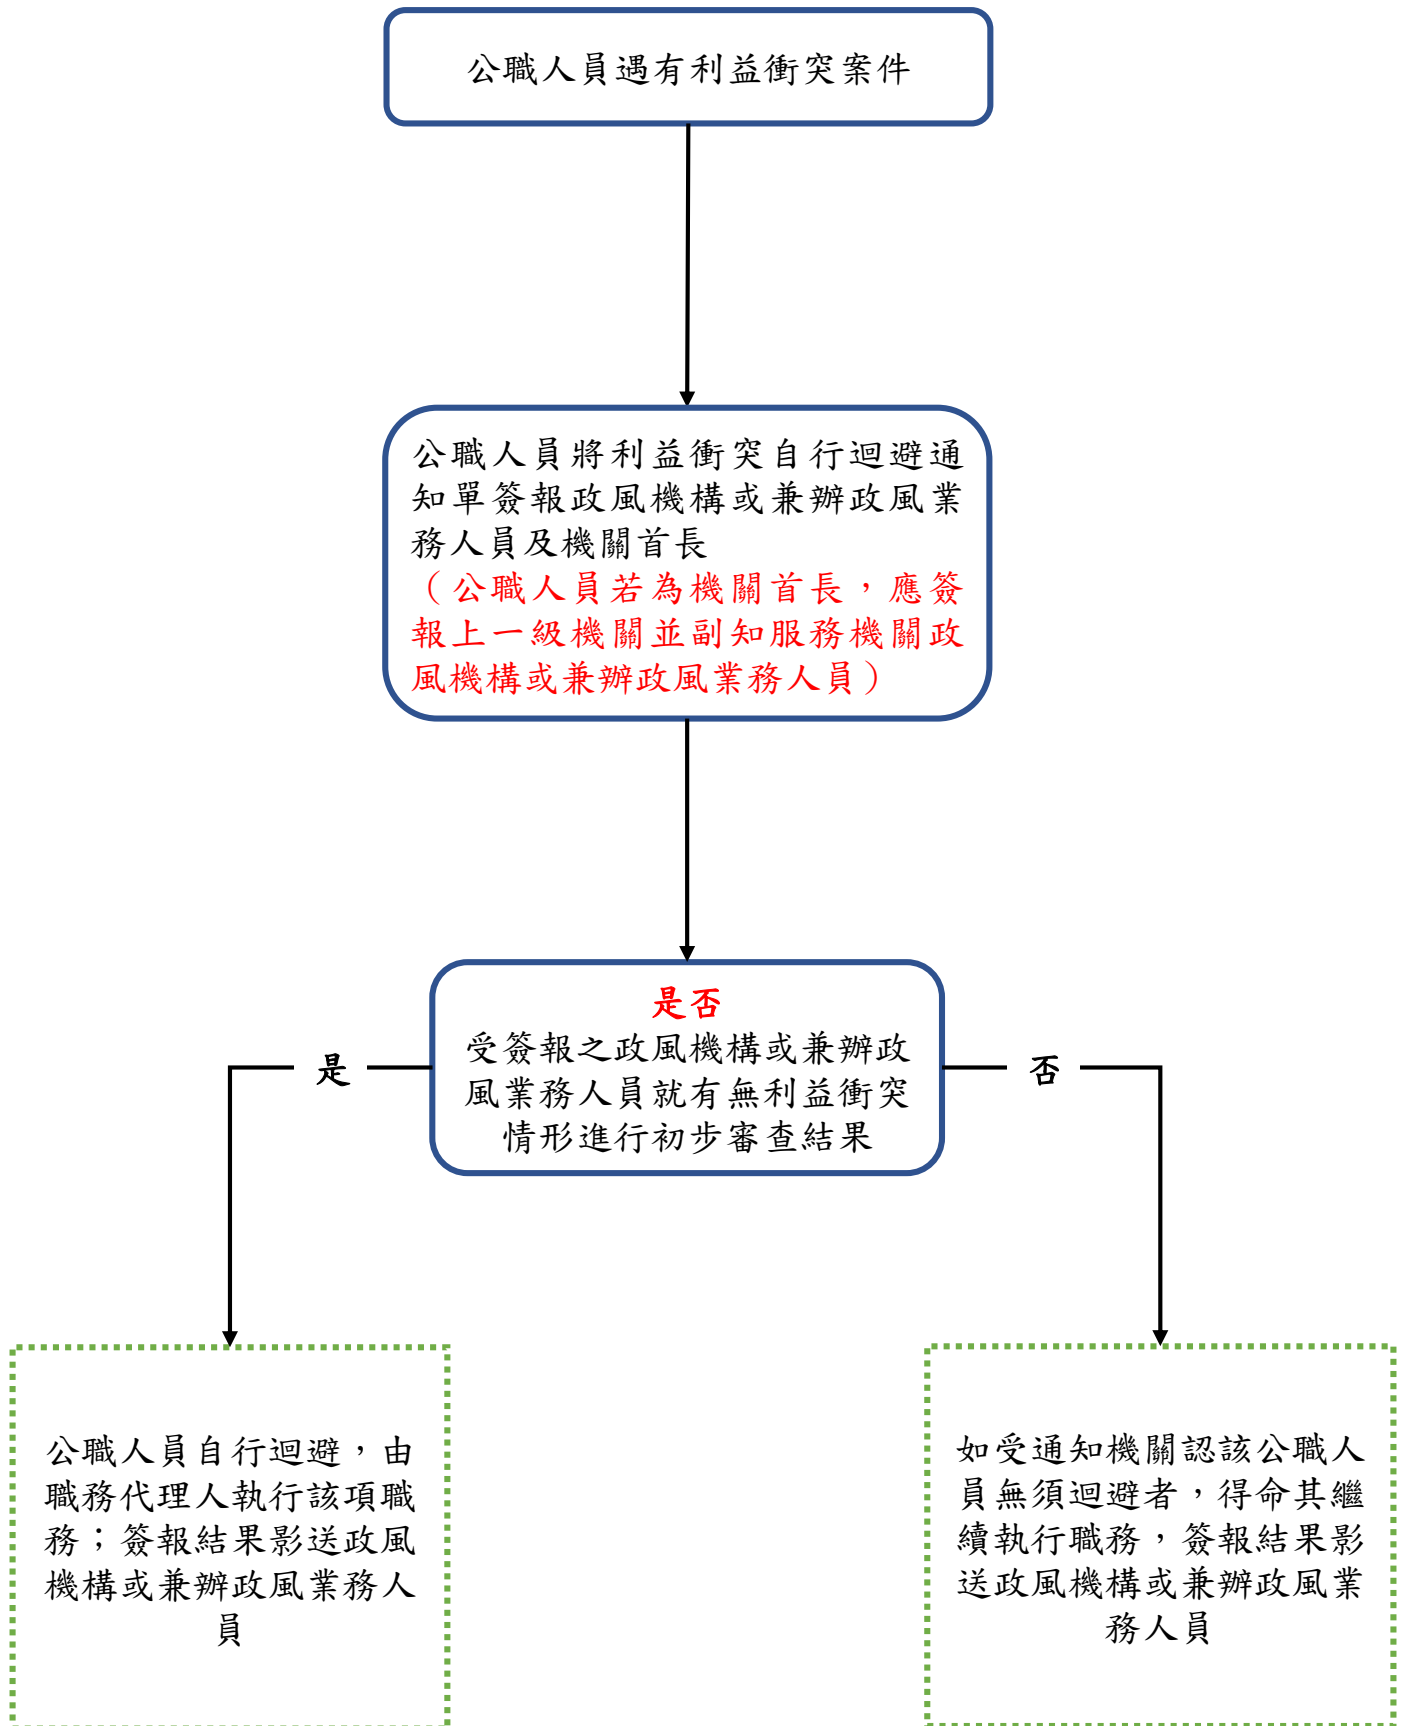 公職人員遇有利益衝突案件
公職人員將利益衝突自行迴避通
知單簽報政風機構或兼辦政風業
務人員及機關首長
（公職人員若為機關首長，應簽
報上一級機關並副知服務機關政
風機構或兼辦政風業務人員）
是否
受簽報之政風機構或兼辦政
風業務人員就有無利益衝突
情形進行初步審查結果
是
否
公職人員自行迴避，由
職務代理人執行該項職
務；簽報結果影送政風
機構或兼辦政風業務人
員
如受通知機關認該公職人
員無須迴避者，得命其繼
續執行職務，簽報結果影
送政風機構或兼辦政風業
務人員